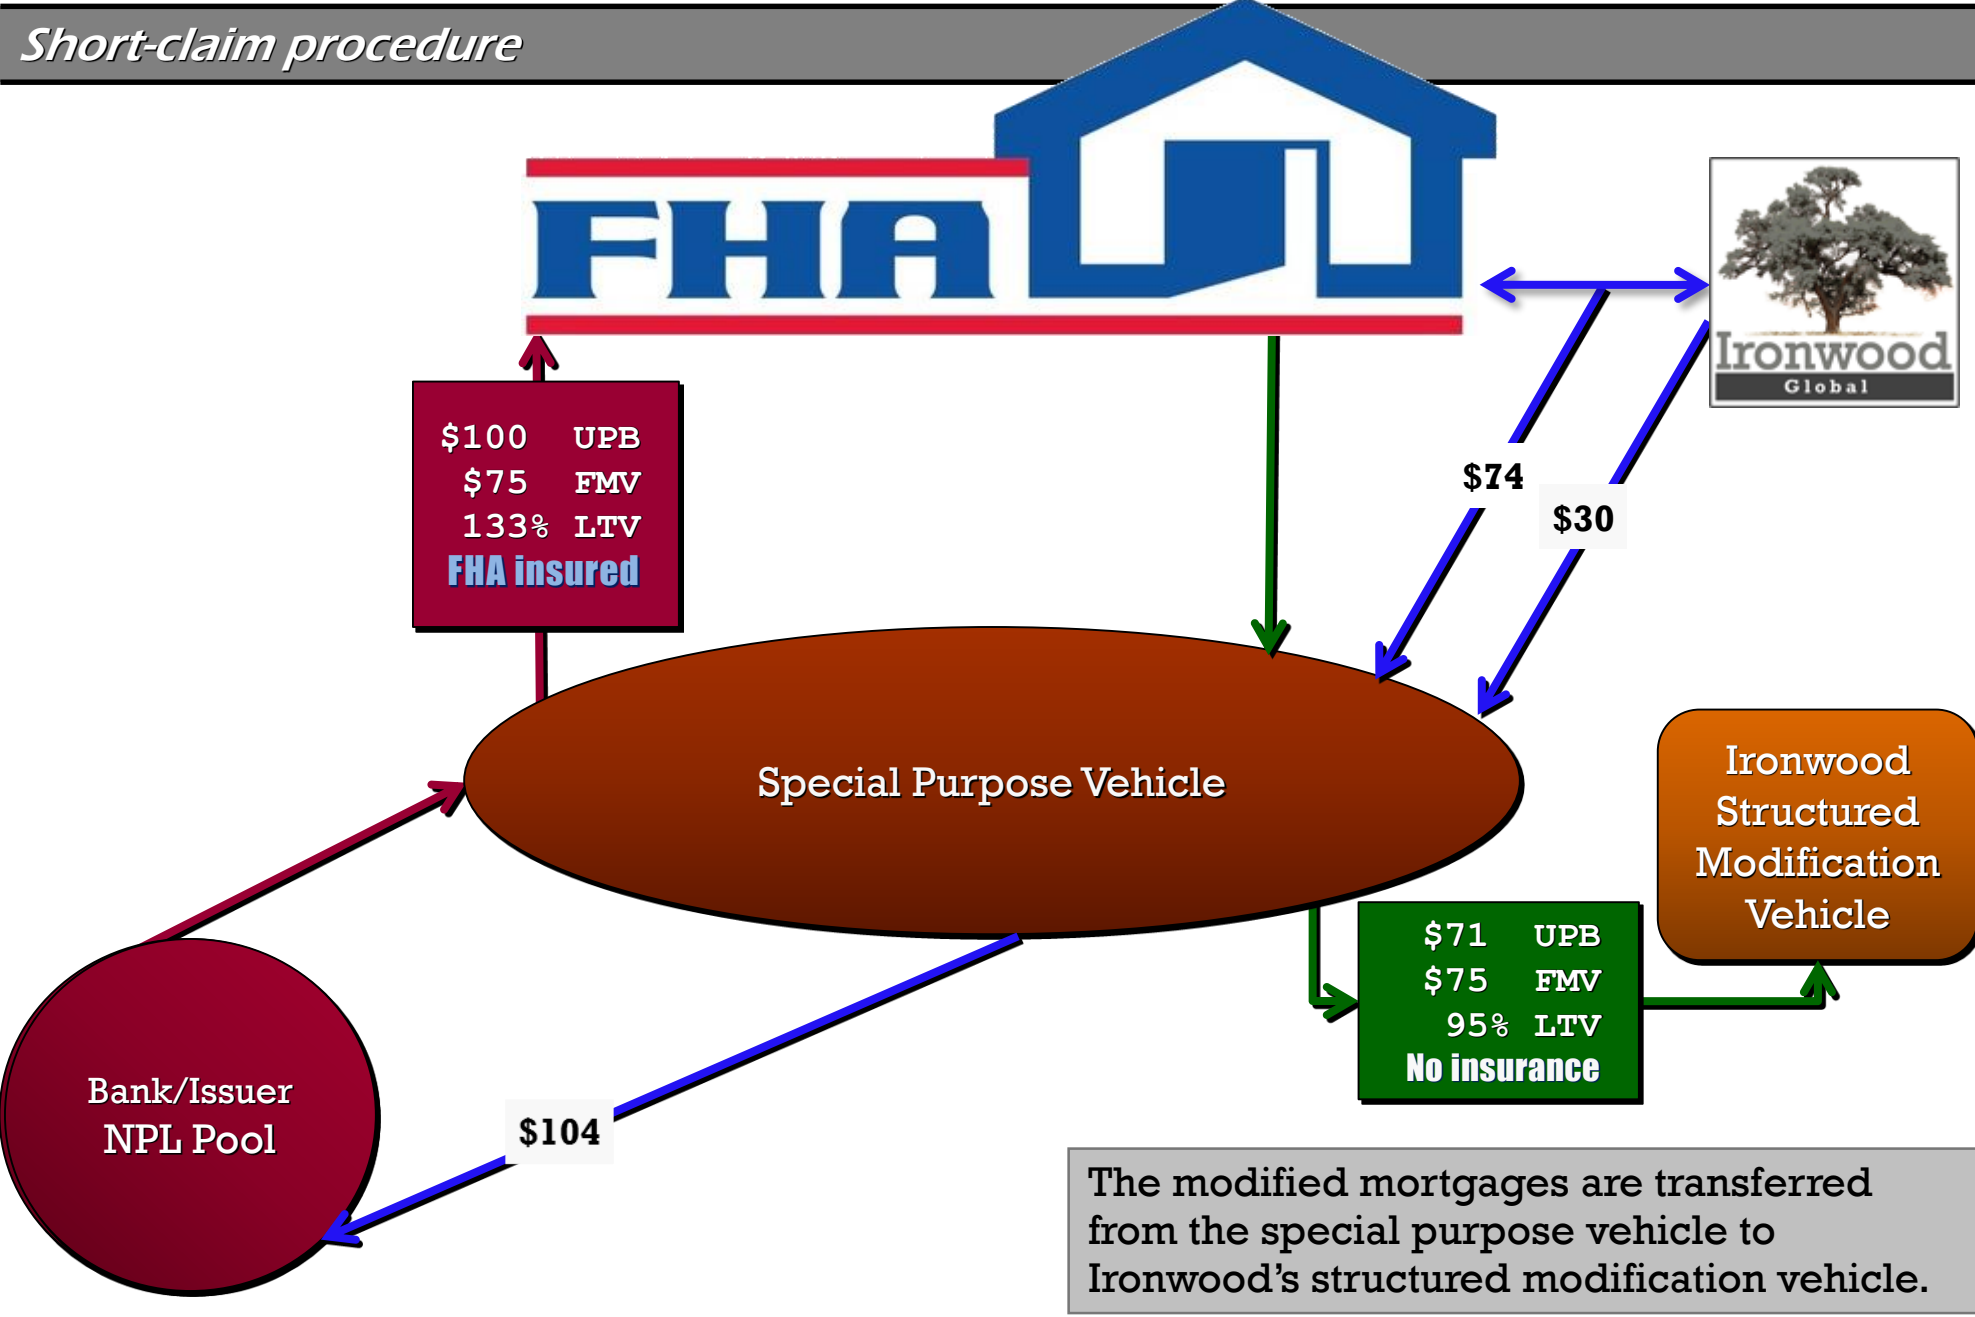 Short-claim procedure
FHA
Ironwood
Global
$100 UPB
$75 FMV
133% LTV
FHA insured
$74
$30
Special Purpose Vehicle
Ironwood
Structured
Modification
Vehicle
$71 UPB
$75 FMV
95% LTV
No insurance
Bank/Issuer
NPL Pool
$104
The modified mortgages are transferred
from the special purpose vehicle to
Ironwood’s structured modification vehicle.